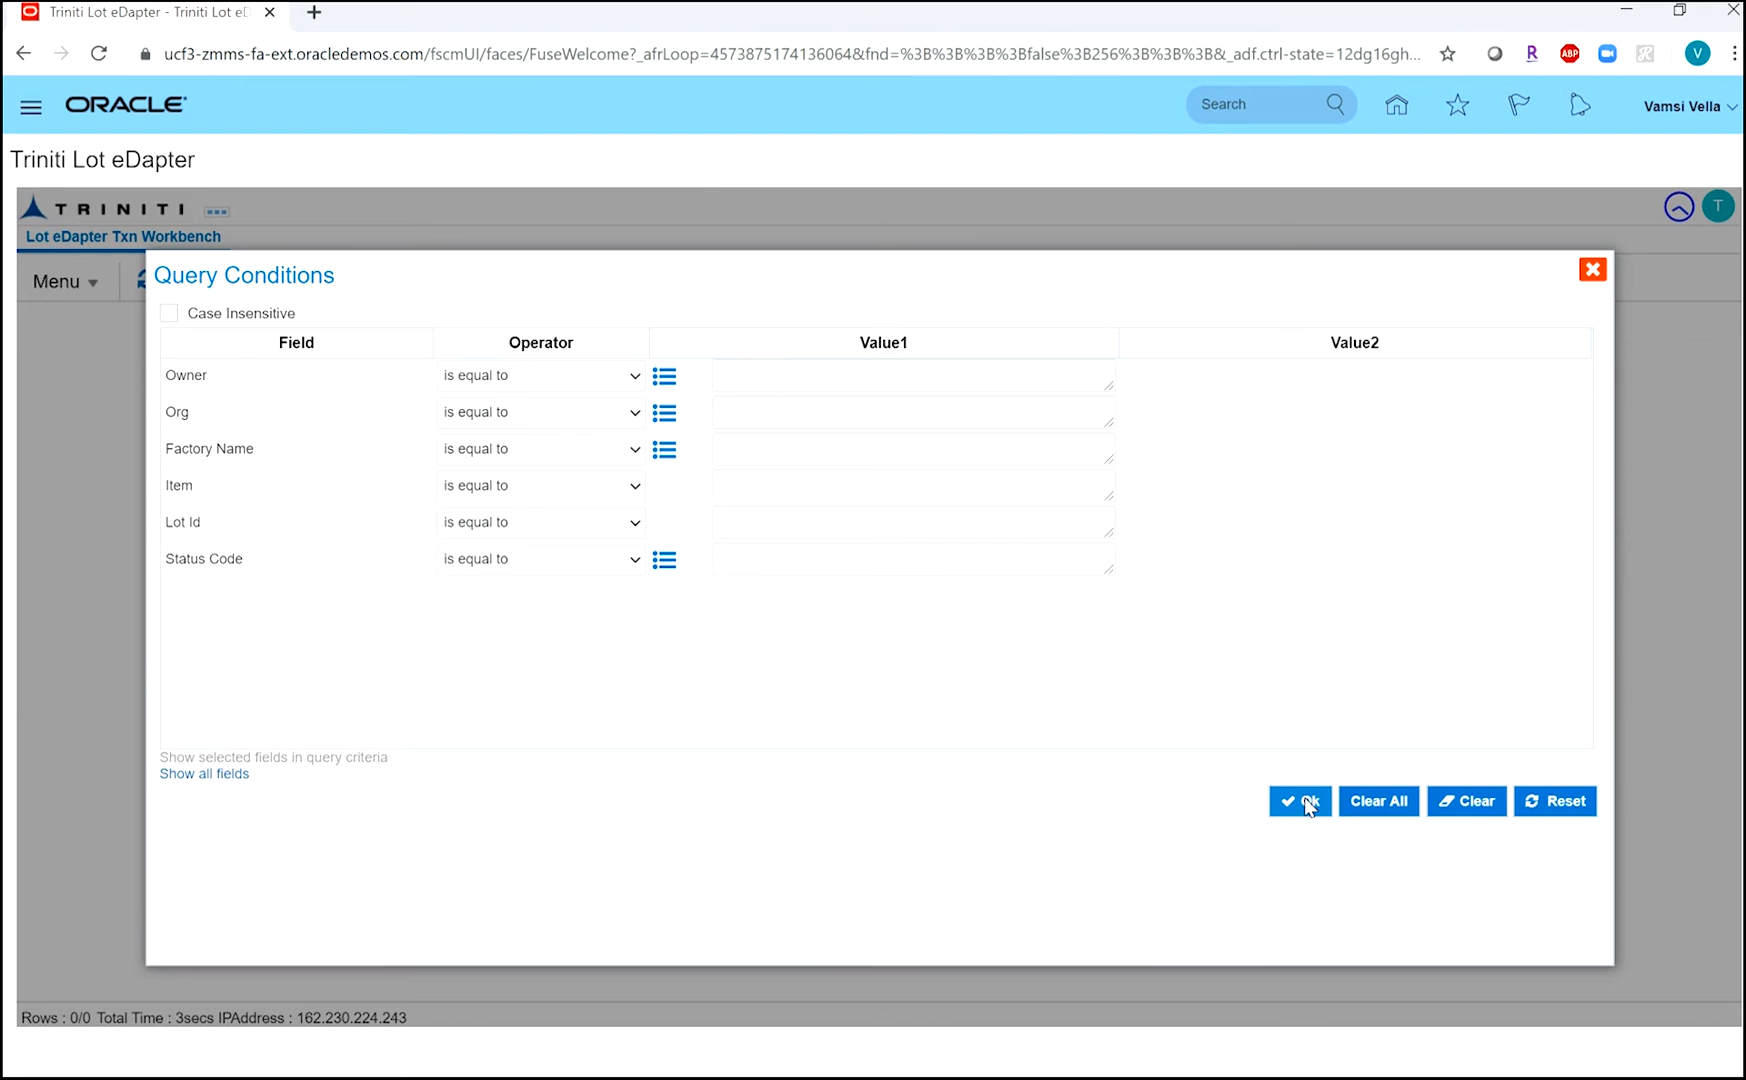 Triniti Lot eDapter - Triniti Lot eD
ucf3-zmms-fa-ext.oracledemos.com/fscmUI/faces/FuseWelcome?_afrLoop=4573875174136064&fnd=%3B%3B%3B%3Bfalse%3B256%3B%3B%3B&_adf.ctrl-state=12dg16gh...
R
ABP
V
ORACLE
Search
Vamsi Vella
Triniti Lot eDapter
TRINITI
T
Lot eDapter Txn Workbench
Menu
Query Conditions
Case Insensitive
Field Operator Value1 Value2
Owner is equal to
Org is equal to
Factory Name is equal to
Item is equal to
Lot Id is equal to
Status Code is equal to
Show selected fields in query criteria
Show all fields
Ok Clear All Clear Reset
Rows : 0/0 Total Time : 3secs IPAddress : 162.230.224.243